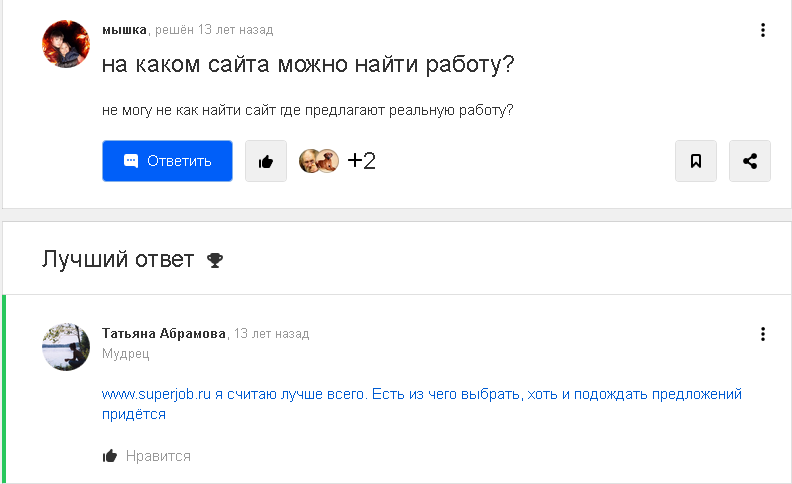 мышка, решён 13 лет назад
на каком сайта можно найти работу?
не могу не как найти сайт где предлагают реальную работу?
Ответить
+2
Лучший ответ
Татьяна Абрамова, 13 лет назад
Мудрец
www.superjob.ru я считаю лучше всего. Есть из чего выбрать, хоть и подождать предложений
придётся
Нравится